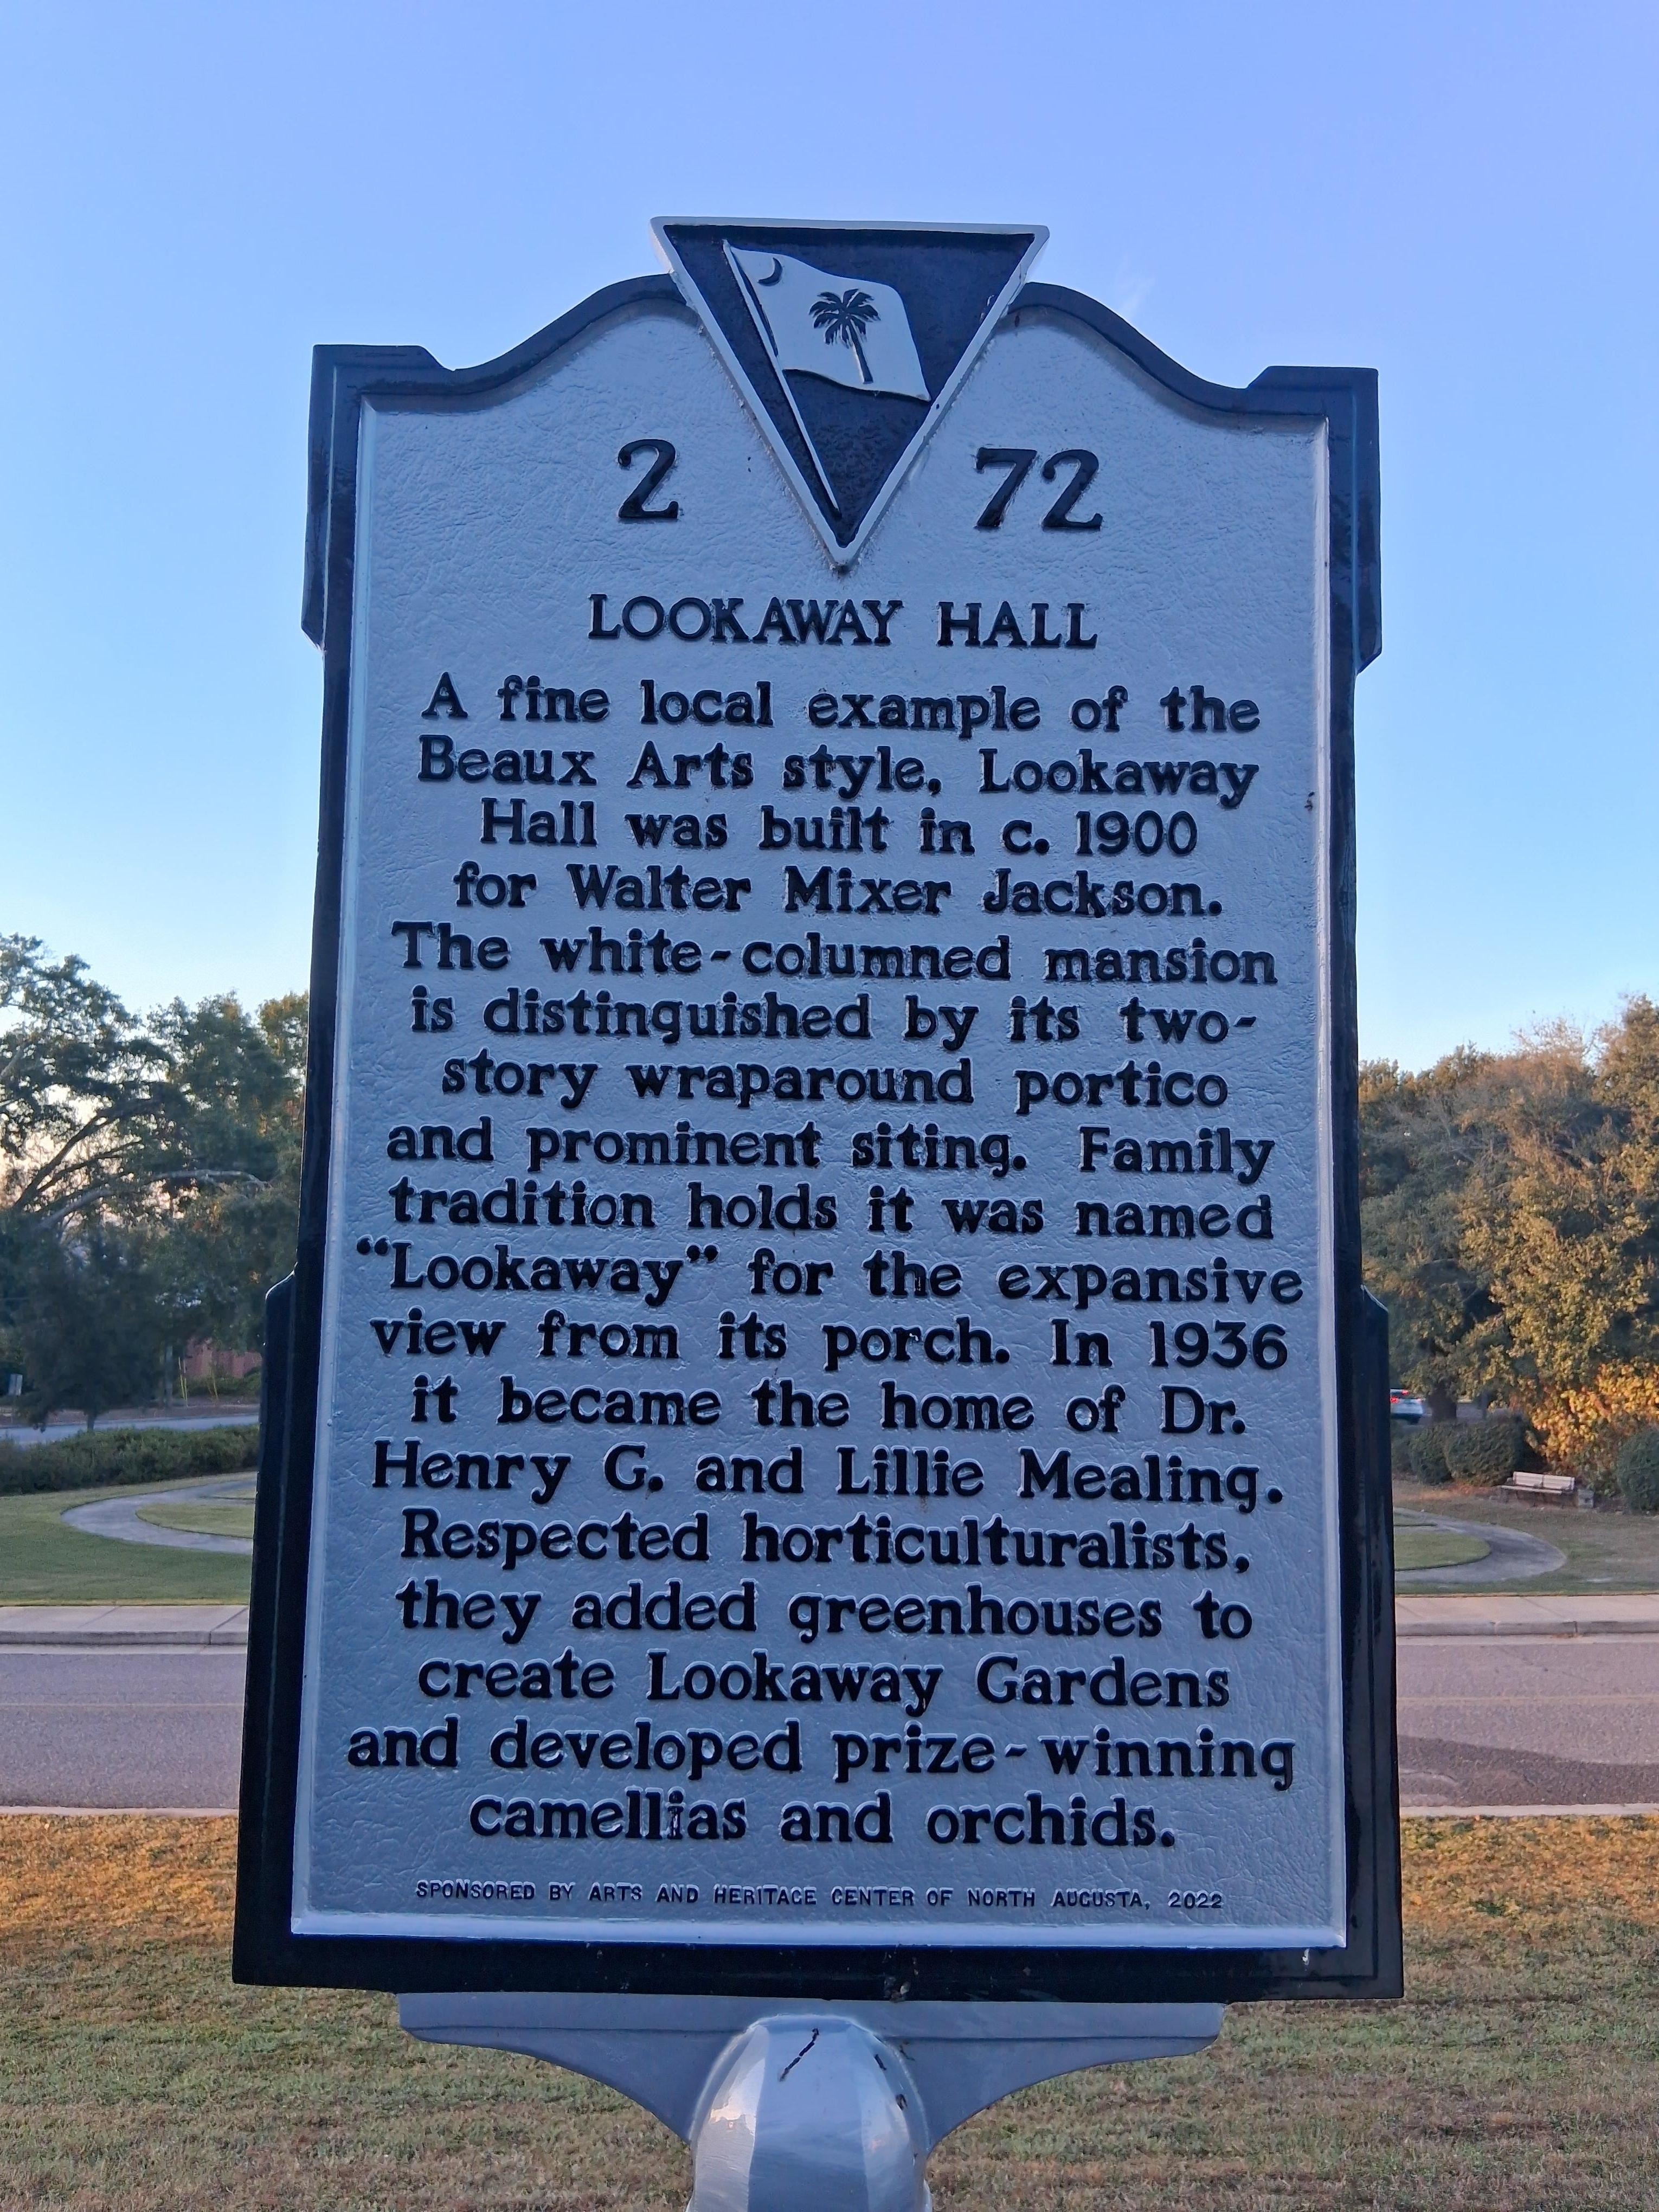 2 72
LOOKAWAY HALL
A fine local example of the
Beaux Arts style, Lookaway
Hall was built in c. 1900
for Walter Mixer Jackson.
The white-columned mansion
is distinguished by its two-
story wraparound portico
and prominent siting. Family
tradition holds it was named
“Lookaway” for the expansive
view from its porch. In 1936
it became the home of Dr.
Henry G. and Lillie Mealing.
Respected horticulturalists,
they added greenhouses to
create Lookaway Gardens
and developed prize-winning
camellias and orchids.
SPONSORED BY ARTS AND HERITAGE CENTER OF NORTH AUGUSTA, 2022